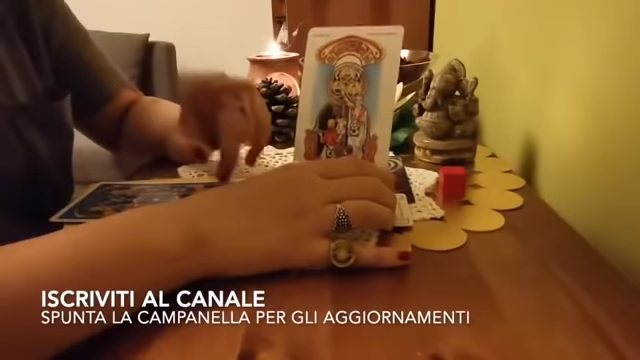 ISCRIVITI AL CANALE
SPUNTA LA CAMPANELLA PER GLI AGGIORNAMENTI